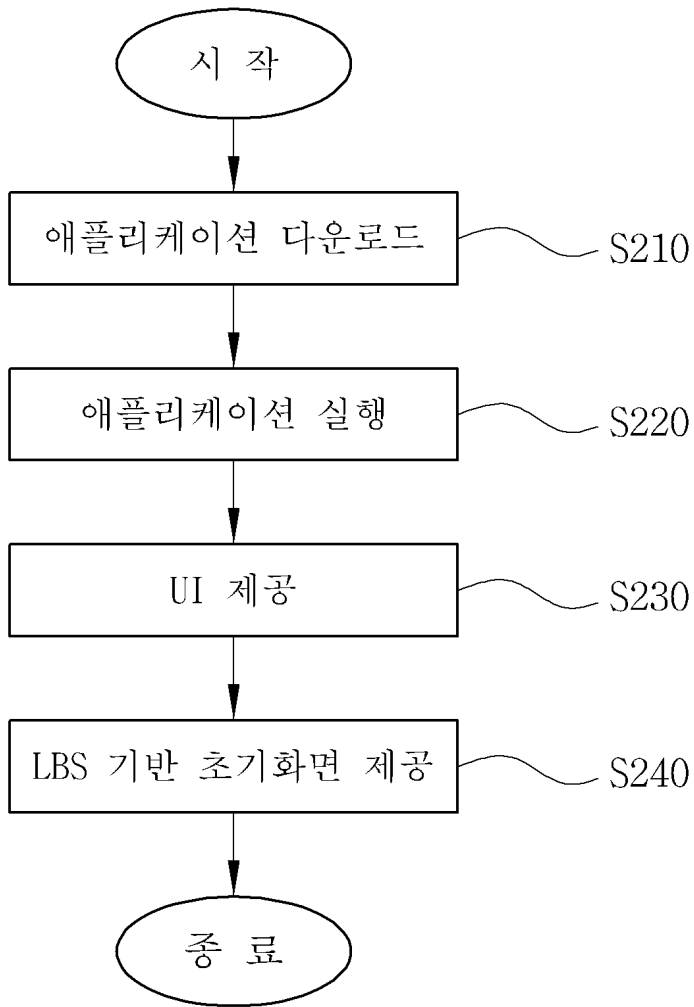 시 작
애플리케이션 다운로드
S210
애플리케이션 실행
S220
UI 제공
S230
LBS 기반 초기화면 제공
S240
종 료